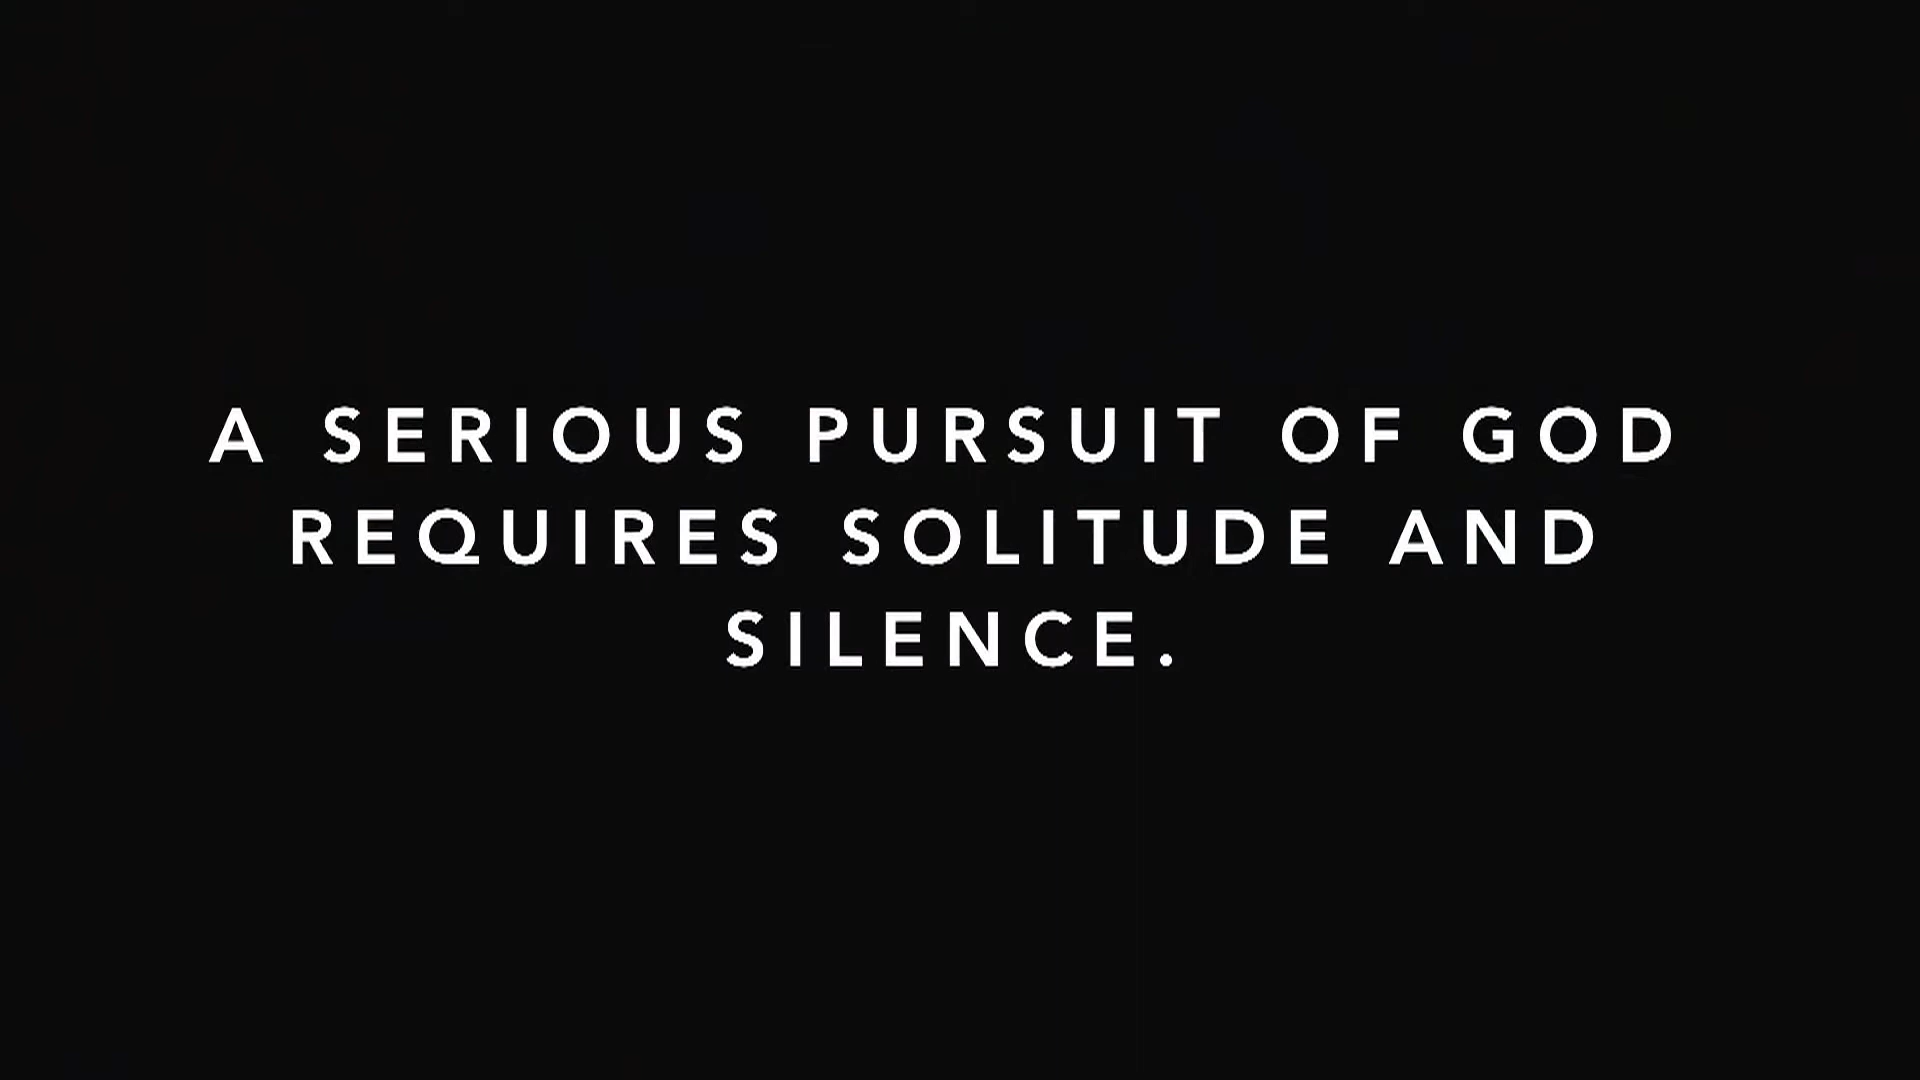 A SERIOUS PURSUIT OF GOD
REQUIRES SOLITUDE AND
SILENCE.